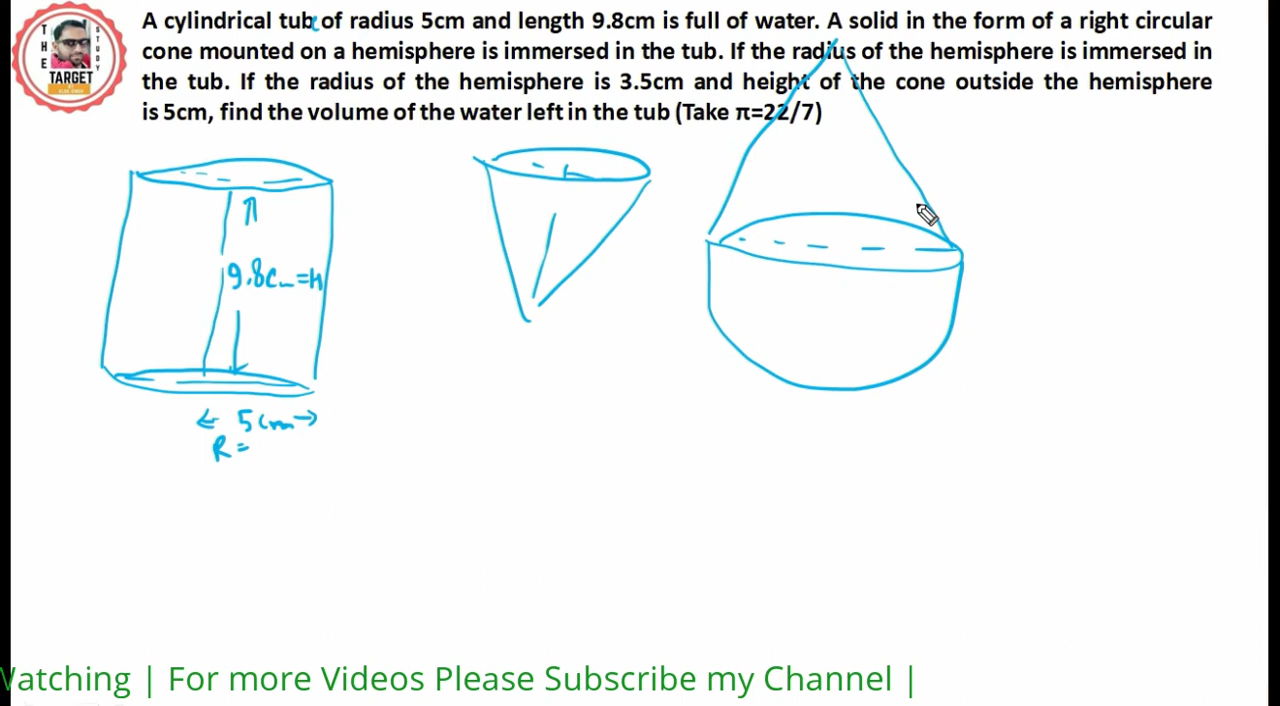 A cylindrical tub of radius 5cm and length 9.8cm is full of water. A solid in the form of a right circular
cone mounted on a hemisphere is immersed in the tub. If the radius of the hemisphere is immersed in
the tub. If the radius of the hemisphere is 3.5cm and height of the cone outside the hemisphere
is 5cm, find the volume of the water left in the tub (Take π=22/7)
THE
STUDY
TARGET
9.8cm=H
5cm
R=
Watching | For more Videos Please Subscribe my Channel |